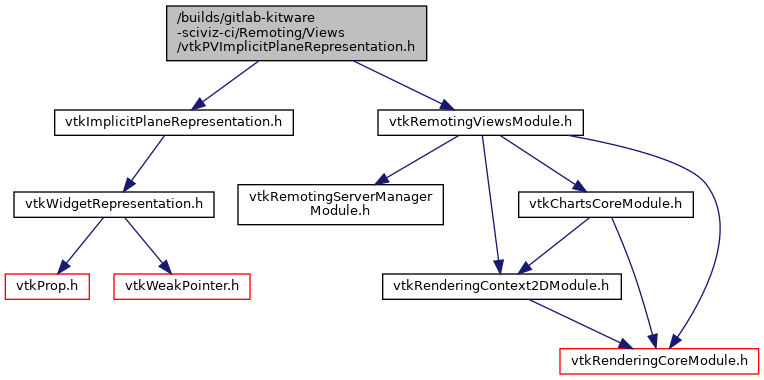 /builds/gitlab-kitware
-sciviz-ci/Remoting/Views
/vtkPVImplicitPlaneRepresentation.h
vtkImplicitPlaneRepresentation.h
vtkRemotingViewsModule.h
vtkWidgetRepresentation.h
vtkRemotingServerManager
Module.h
vtkChartsCoreModule.h
vtkProp.h
vtkWeakPointer.h
vtkRenderingContext2DModule.h
vtkRenderingCoreModule.h